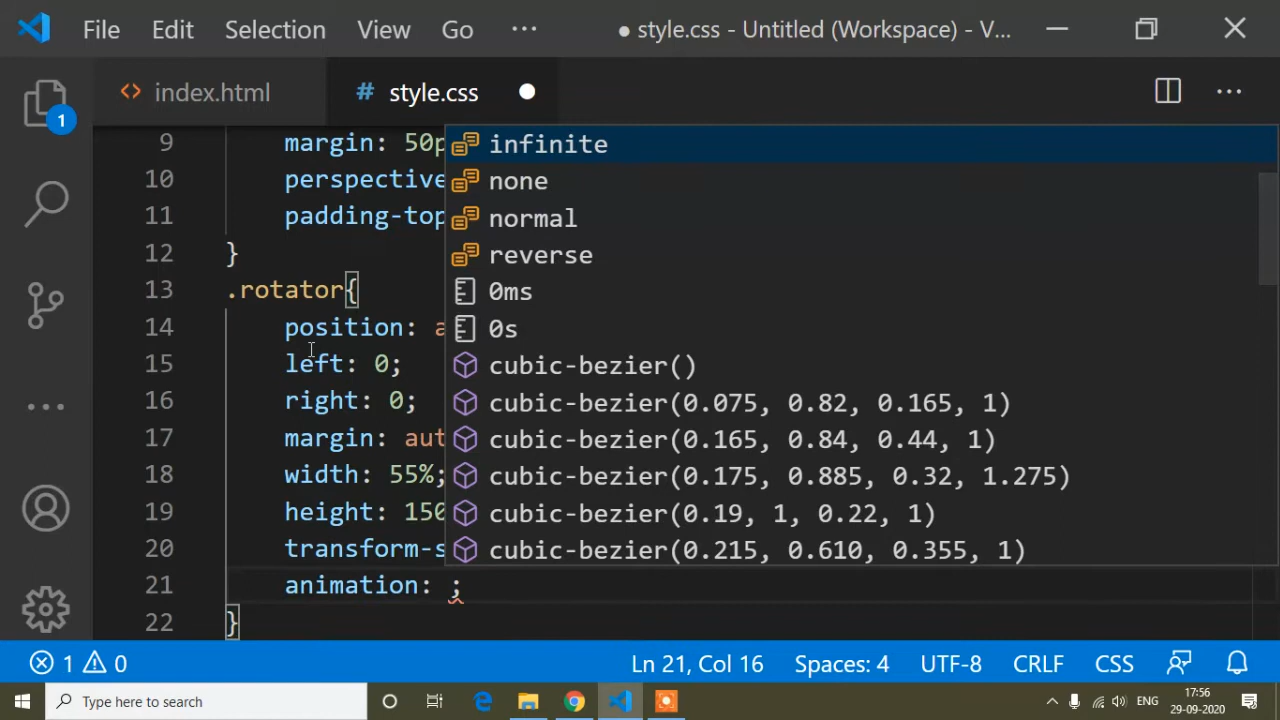 File Edit Selection View Go ··· ● style.css - Untitled (Workspace) - V...
1
<> index.html # style.css ● ···
9 margin: 50p
10 perspective
11 padding-top
12 }
13 .rotator{
14 position: a
15 left: 0;
16 right: 0;
17 margin: aut
18 width: 55%;
19 height: 150
20 transform-s
21 animation: ;
22 }
infinite
none
normal
reverse
0ms
0s
cubic-bezier()
cubic-bezier(0.075, 0.82, 0.165, 1)
cubic-bezier(0.165, 0.84, 0.44, 1)
cubic-bezier(0.175, 0.885, 0.32, 1.275)
cubic-bezier(0.19, 1, 0.22, 1)
cubic-bezier(0.215, 0.610, 0.355, 1)
1 0 Ln 21, Col 16 Spaces: 4 UTF-8 CRLF CSS
Type here to search ENG 17:56
29-09-2020